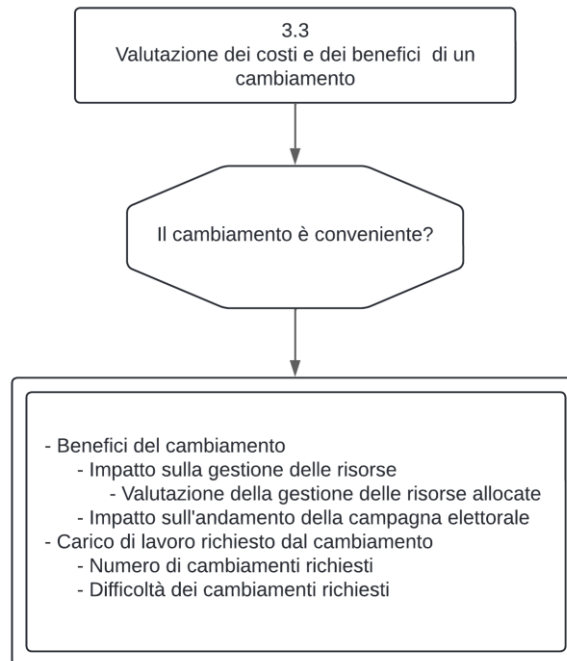 3.3
Valutazione dei costi e dei benefici di un
cambiamento
Il cambiamento è conveniente?
- Benefici del cambiamento
- Impatto sulla gestione delle risorse
- Valutazione della gestione delle risorse allocate
- Impatto sull'andamento della campagna elettorale
- Carico di lavoro richiesto dal cambiamento
- Numero di cambiamenti richiesti
- Difficoltà dei cambiamenti richiesti